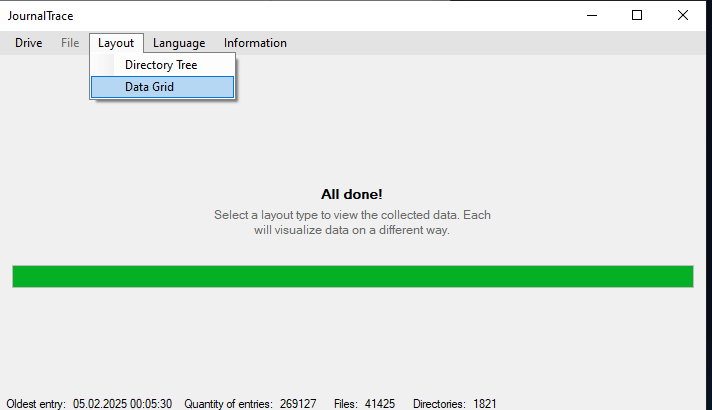 JournalTrace
Drive File Layout Language Information
Directory Tree
Data Grid
All done!
Select a layout type to view the collected data. Each
will visualize data on a different way.
Oldest entry: 05.02.2025 00:05:30 Quantity of entries: 269127 Files: 41425 Directories: 1821